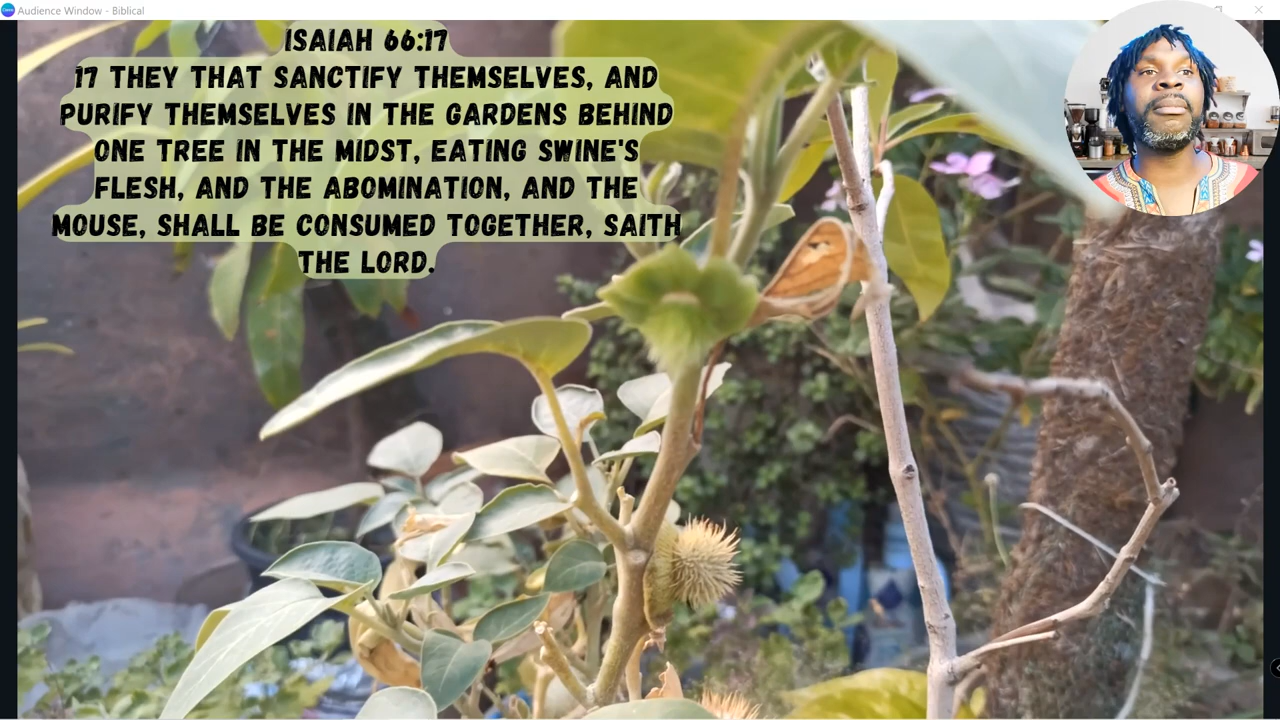 Audience Window - Biblical
ISAIAH 66:17
17 THEY THAT SANCTIFY THEMSELVES, AND
PURIFY THEMSELVES IN THE GARDENS BEHIND
ONE TREE IN THE MIDST, EATING SWINE'S
FLESH, AND THE ABOMINATION, AND THE
MOUSE, SHALL BE CONSUMED TOGETHER, SAITH
THE LORD.